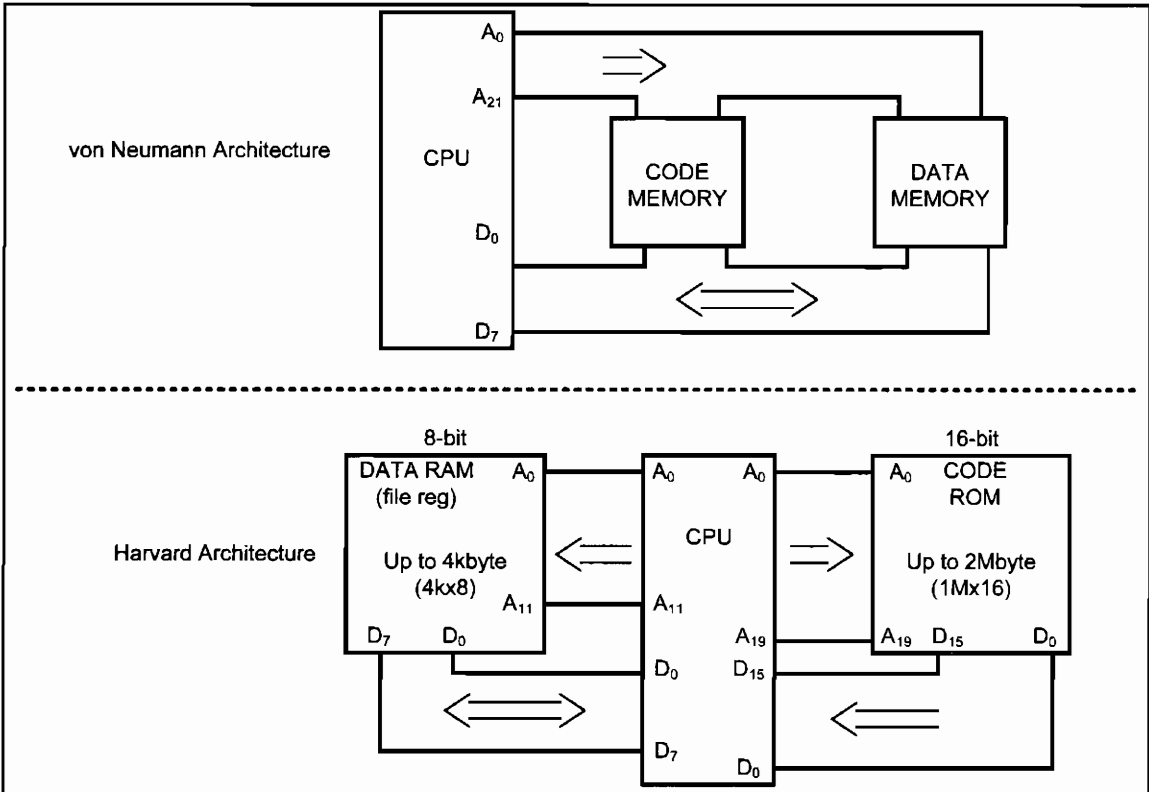 A₀
A₂₁
von Neumann Architecture
CPU
CODE
MEMORY
DATA
MEMORY
D₀
D₇
8-bit
16-bit
DATA RAM
(file reg)
A₀
A₀
A₀
A₀
CODE
ROM
CPU
Harvard Architecture
Up to 4kbyte
(4kx8)
Up to 2Mbyte
(1Mx16)
A₁₁
A₁₁
A₁₉
A₁₉
D₇
D₀
D₀
D₁₅
D₁₅
D₀
D₇
D₀